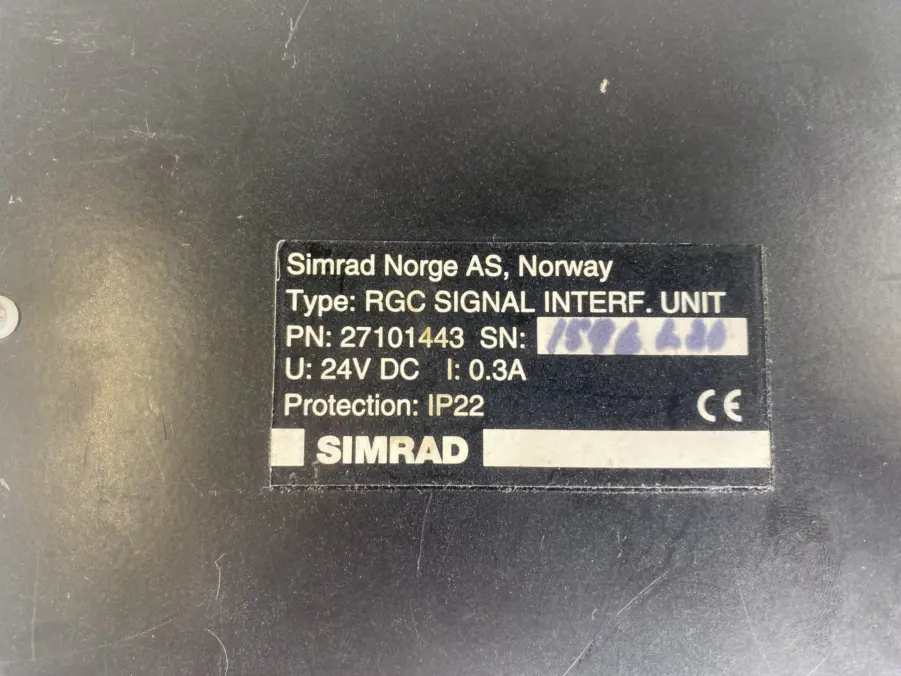 Simrad Norge AS, Norway
Type: RGC SIGNAL INTERF. UNIT
PN: 27101443 SN:
U: 24V DC I: 0.3A
Protection: IP22
CE
SIMRAD